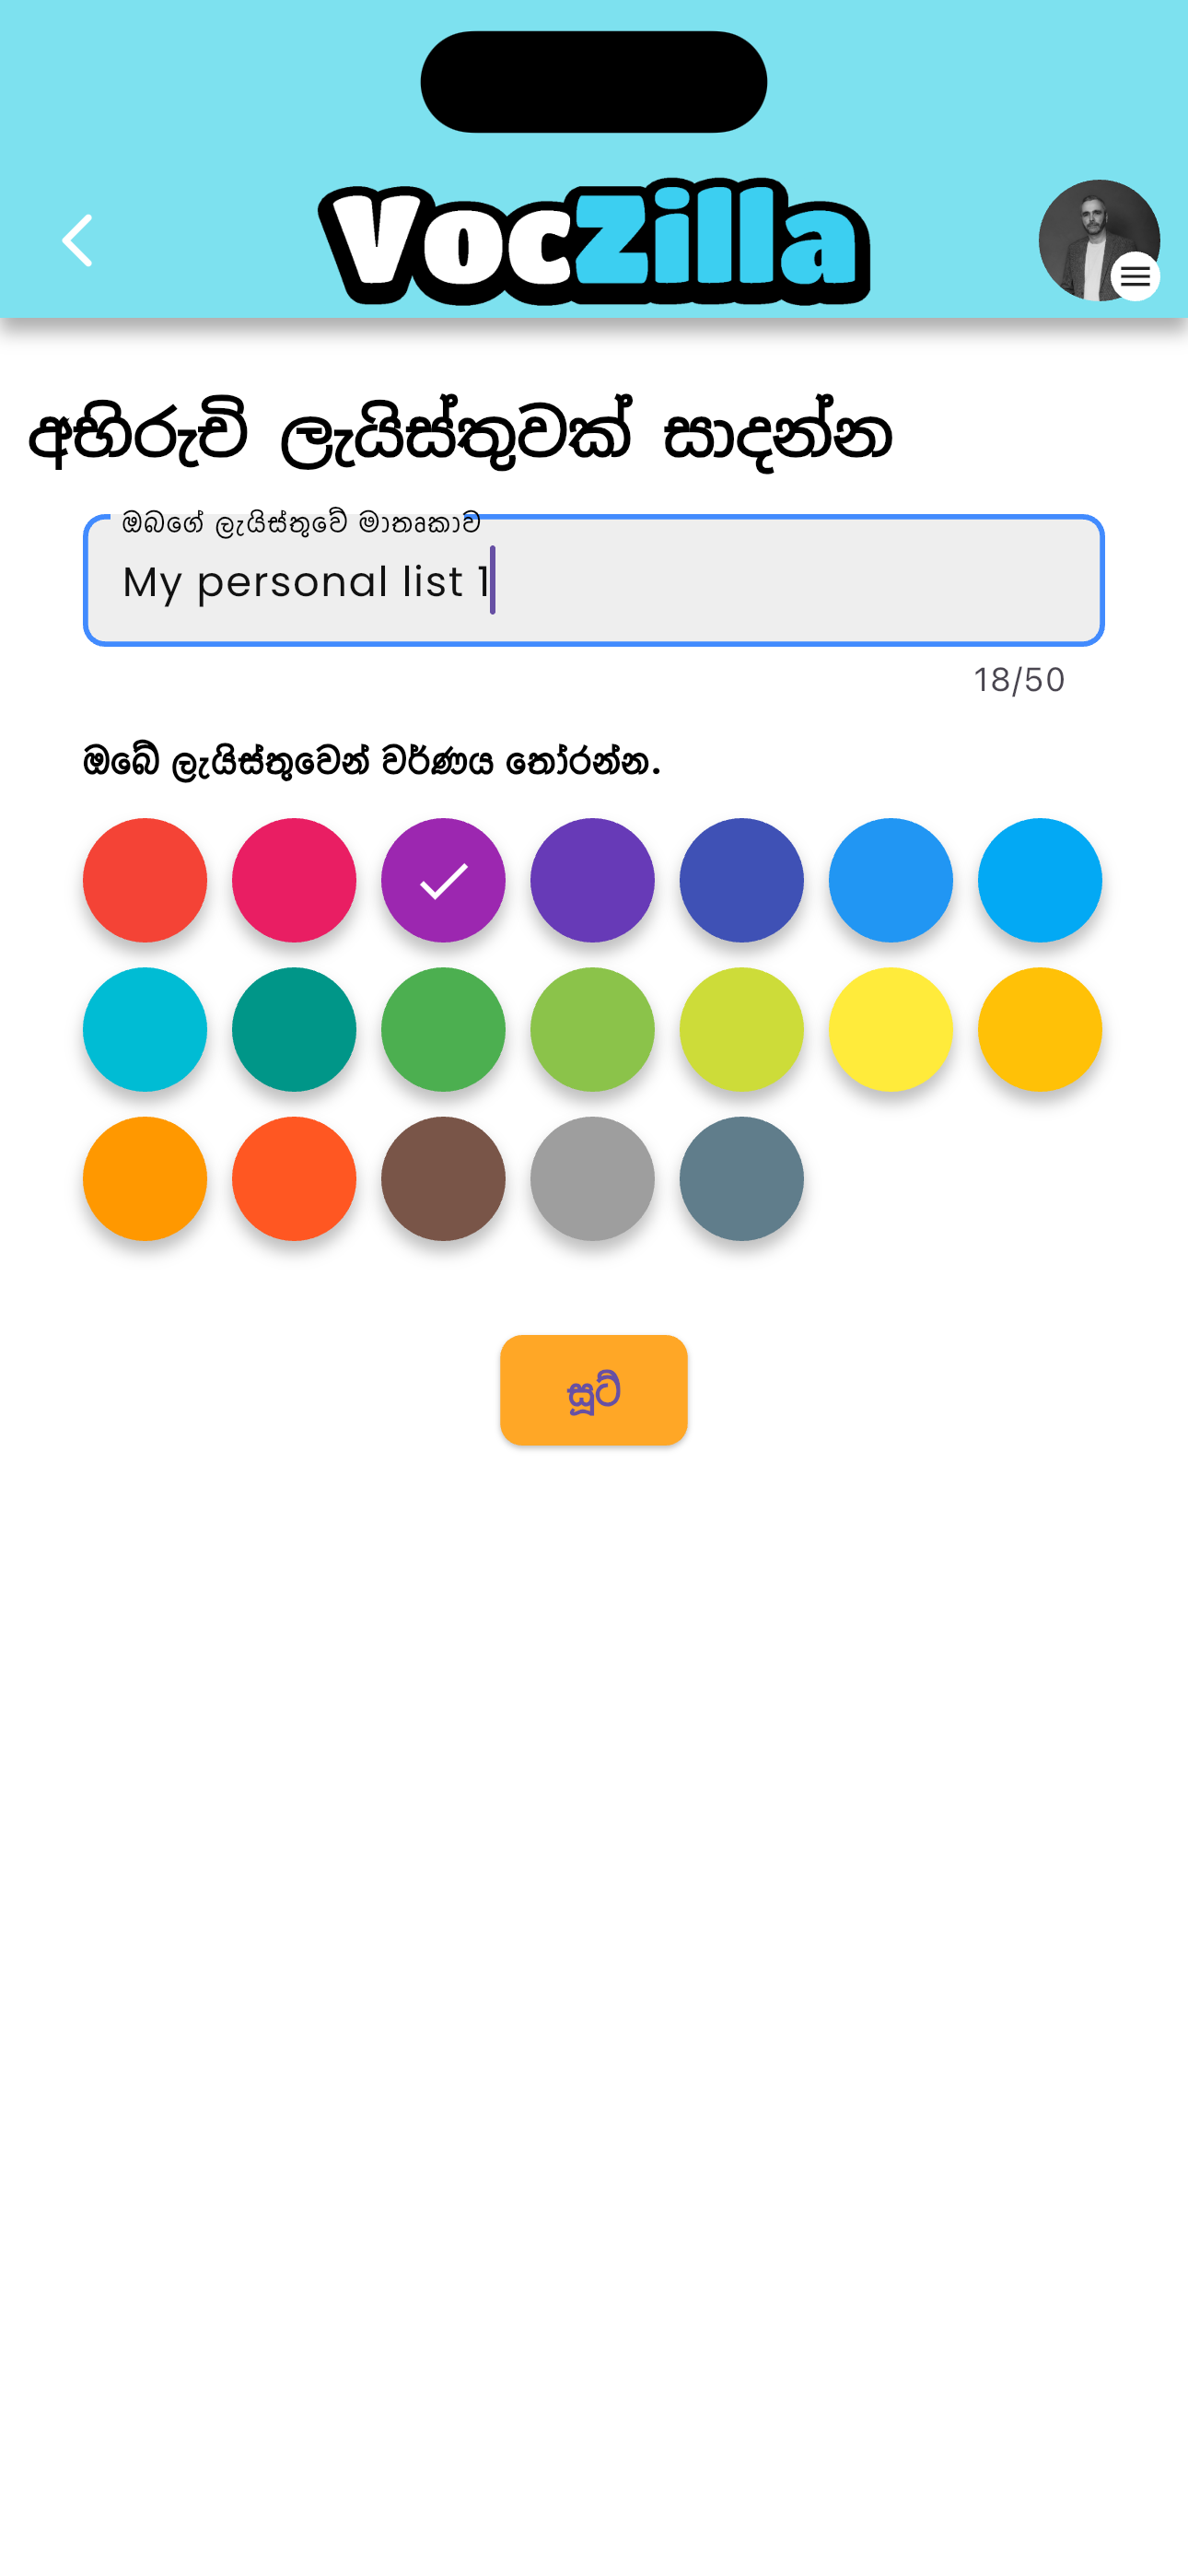 VocZilla
අභිරුචි ලැයිස්තුවක් සාදන්න
ඔබගේ ලැයිස්තුවේ මාතෘකාව
My personal list 1
18/50
ඔබේ ලැයිස්තුවෙන් වර්ණය තෝරන්න.
සූට්